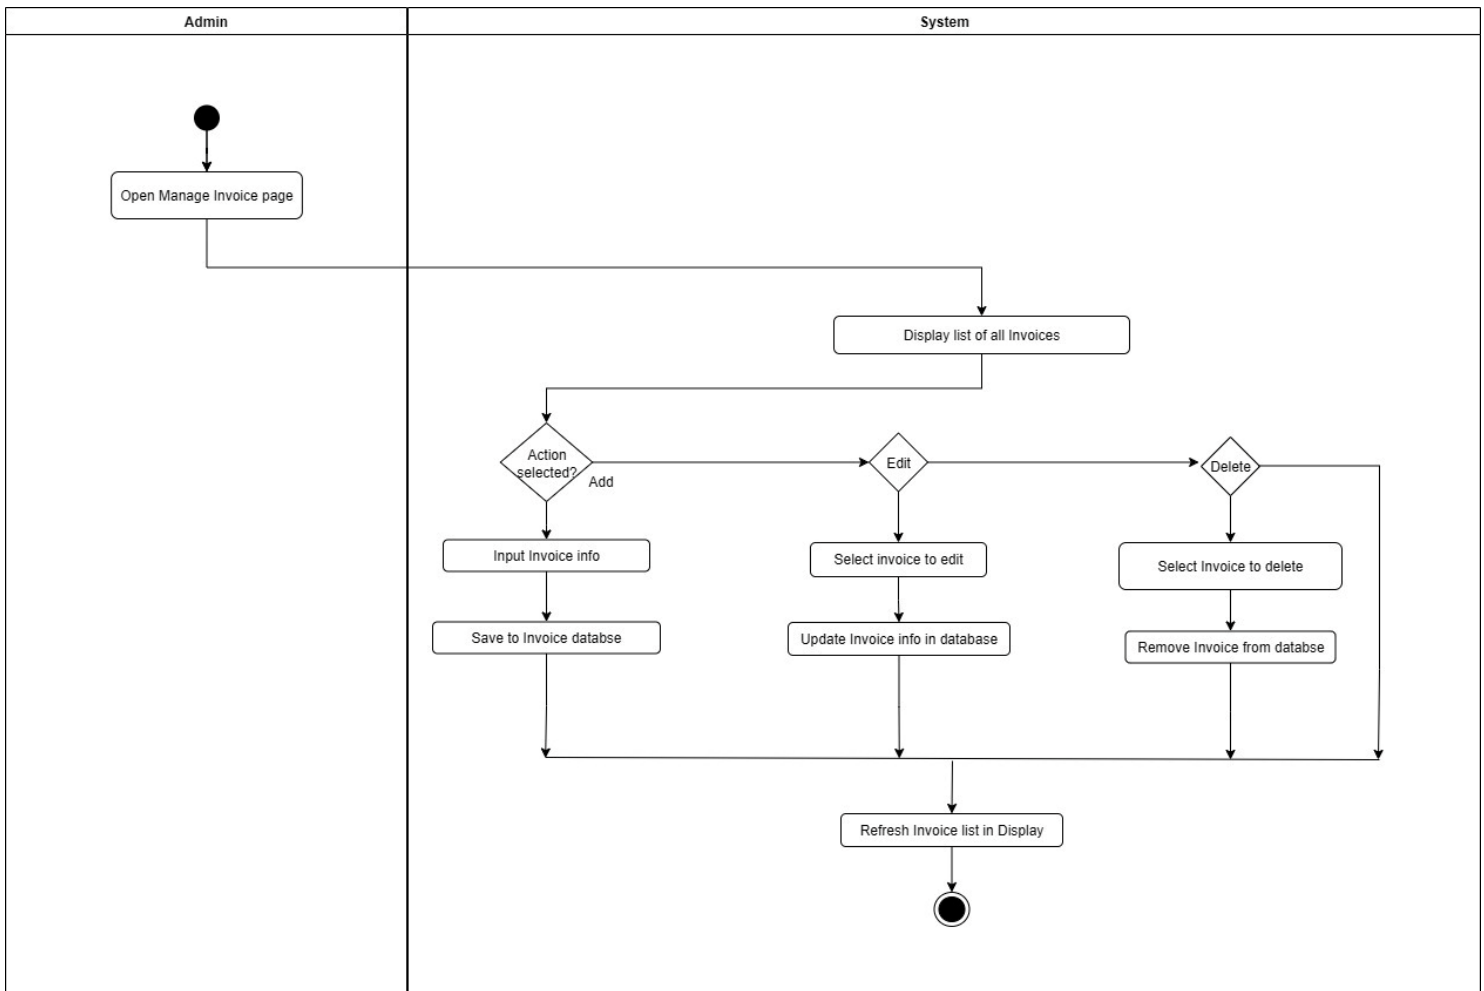 Admin
System
Open Manage Invoice page
Display list of all Invoices
Action
selected?
Add
Edit
Delete
Input Invoice info
Select invoice to edit
Select Invoice to delete
Save to Invoice databse
Update Invoice info in database
Remove Invoice from databse
Refresh Invoice list in Display